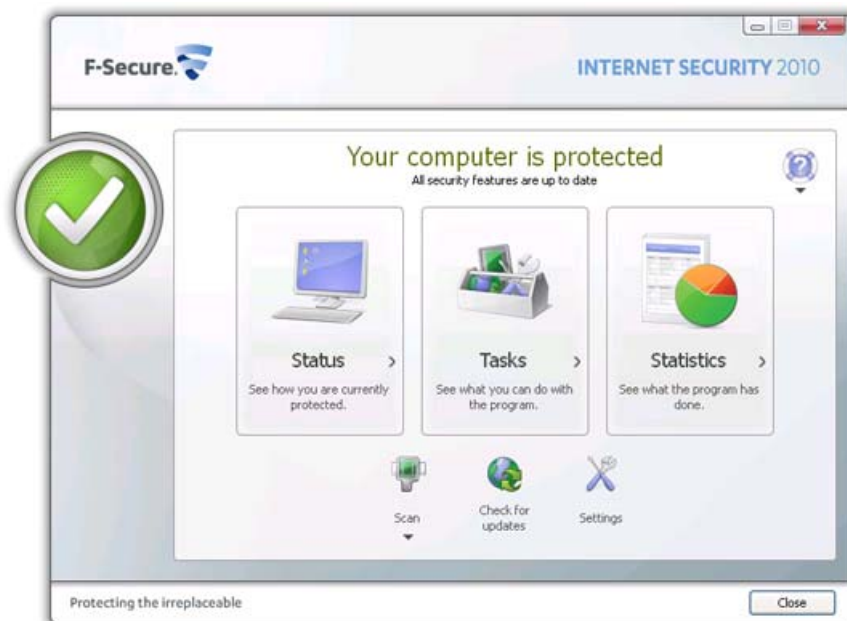 F-Secure.
INTERNET SECURITY 2010
Your computer is protected
All security features are up to date
Status
See how you are currently
protected.
Tasks
See what you can do with
the program.
Statistics
See what the program has
done.
Scan
Check for
updates
Settings
Protecting the irreplaceable
Close